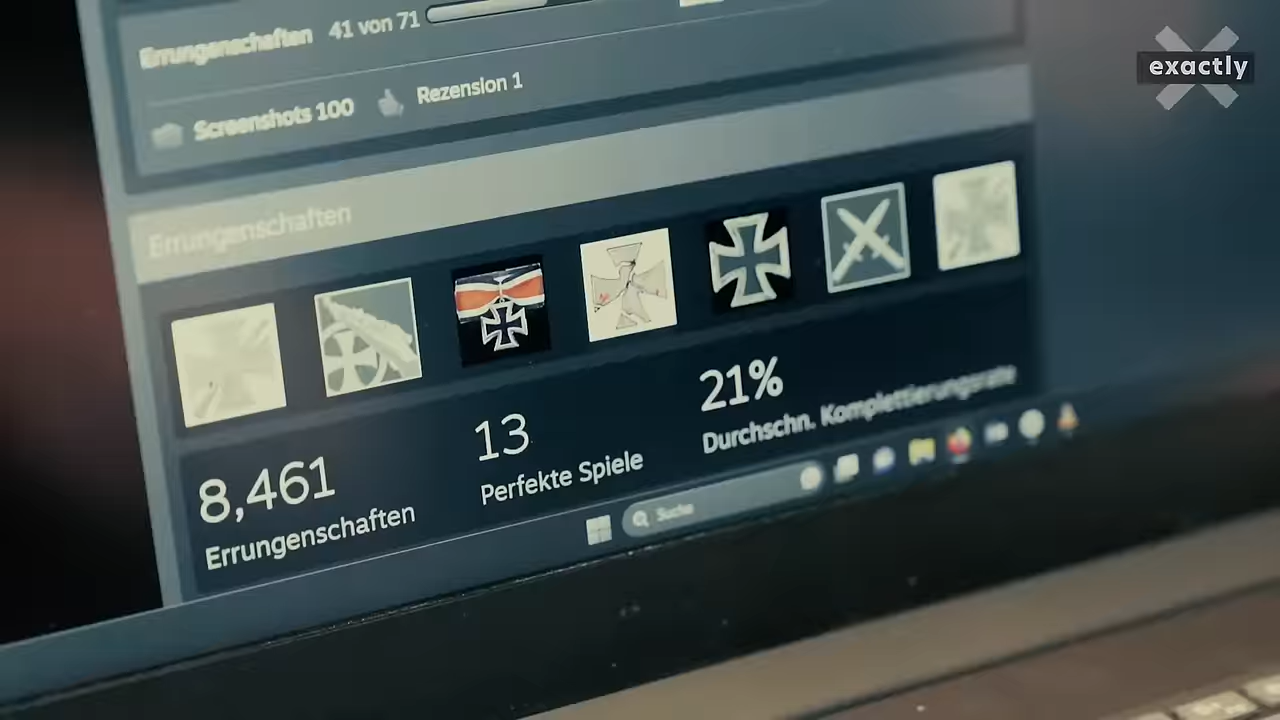 Errungenschaften 41 von 71
Screenshots 100 Rezension 1
exactly
Errungenschaften
8,461
Errungenschaften
13
Perfekte Spiele
21%
Durchschn. Komplettierungsrate
Suche